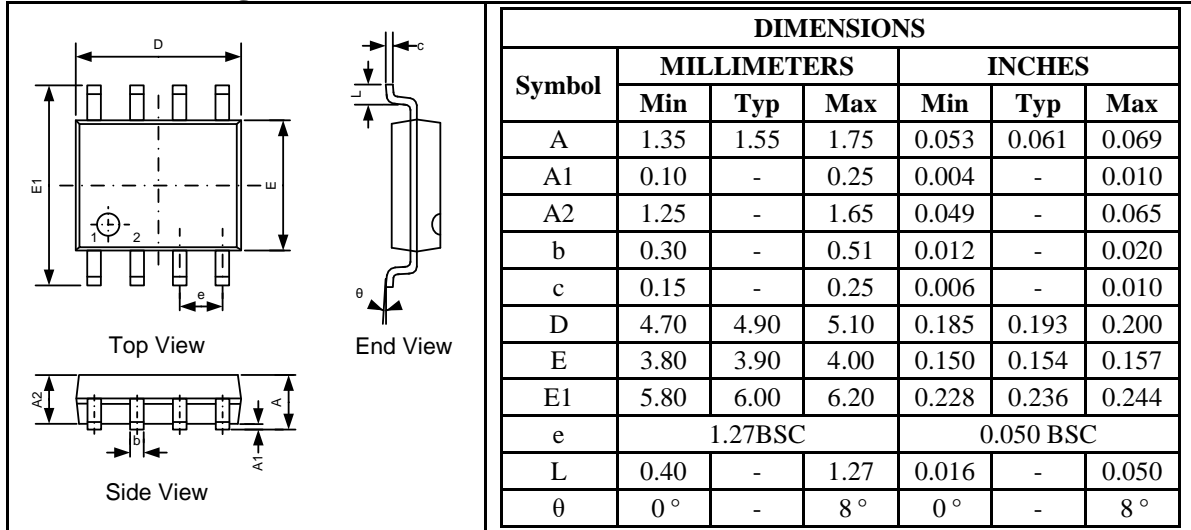 D
c
L
E1
E
1 2
e
θ
Top View
End View
A2
A
b
A1
Side View
DIMENSIONS
Symbol MILLIMETERS INCHES
Min Typ Max Min Typ Max
A 1.35 1.55 1.75 0.053 0.061 0.069
A1 0.10 - 0.25 0.004 - 0.010
A2 1.25 - 1.65 0.049 - 0.065
b 0.30 - 0.51 0.012 - 0.020
c 0.15 - 0.25 0.006 - 0.010
D 4.70 4.90 5.10 0.185 0.193 0.200
E 3.80 3.90 4.00 0.150 0.154 0.157
E1 5.80 6.00 6.20 0.228 0.236 0.244
e 1.27BSC 0.050 BSC
L 0.40 - 1.27 0.016 - 0.050
θ 0 ° - 8 ° 0 ° - 8 °